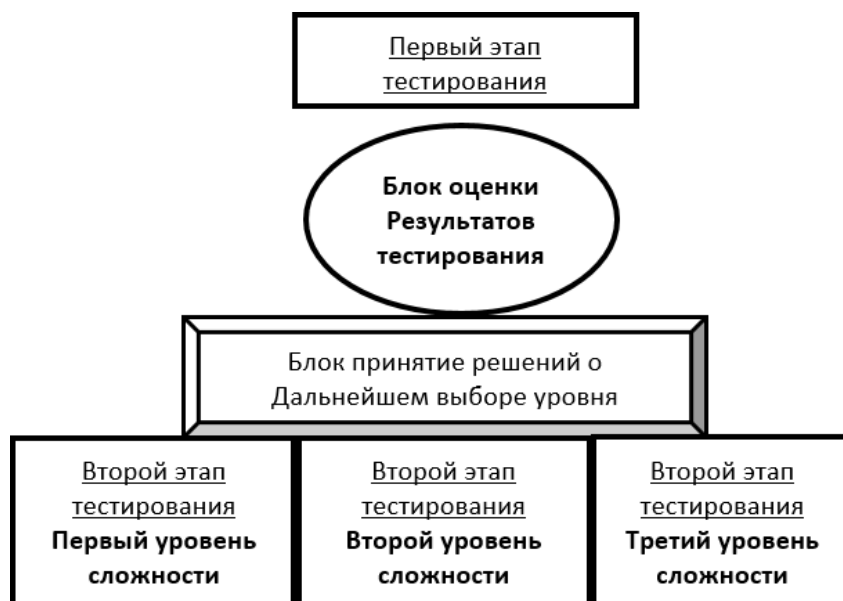 Первый этап
тестирования
Блок оценки
Результатов
тестирования
Блок принятие решений о
Дальнейшем выборе уровня
Второй этап
тестирования
Первый уровень
сложности
Второй этап
тестирования
Второй уровень
сложности
Второй этап
тестирования
Третий уровень
сложности